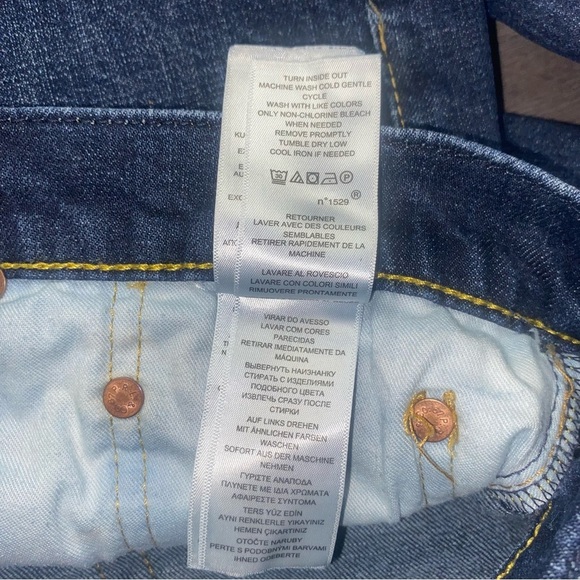 TURN INSIDE OUT
MACHINE WASH COLD GENTLE
CYCLE
WASH WITH LIKE COLORS
ONLY NON-CHLORINE BLEACH
WHEN NEEDED
REMOVE PROMPTLY
TUMBLE DRY LOW
COOL IRON IF NEEDED
30 P
n°1529 ®
RETOURNER
LAVER AVEC DES COULEURS
SEMBLABLES
RETIRER RAPIDEMENT DE LA
MACHINE
LAVARE AL ROVESCIO
LAVARE CON COLORI SIMILI
RIMUOVERE PRONTAMENTE
VIRAR DO AVESSO
LAVAR COM CORES
PARECIDAS
RETIRAR IMEDIATAMENTE DA
MÁQUINA
ВЫВЕРНУТЬ НАИЗНАНКУ
СТИРАТЬ С ИЗДЕЛИЯМИ
ПОДОБНОГО ЦВЕТА
ИЗВЛЕЧЬ СРАЗУ ПОСЛЕ
СТИРКИ
AUF LINKS DREHEN
MIT ÄHNLICHEN FARBEN
WASCHEN
SOFORT AUS DER MASCHINE
NEHMEN
ΓΥΡΙΣΤΕ ΑΝΑΠΟΔΑ
ΠΛΥΝΕΤΕ ΜΕ ΙΔΙΑ ΧΡΩΜΑΤΑ
ΑΦΑΙΡΕΣΤΕ ΣΥΝΤΟΜΑ
TERS YÜZ EDİN
AYNI RENKLERLE YIKAYINIZ
HEMEN ÇIKARTINIZ
OTOČTE NARUBY
PERTE S PODOBNÝMI BARVAMI
IHNED ODEBERTE